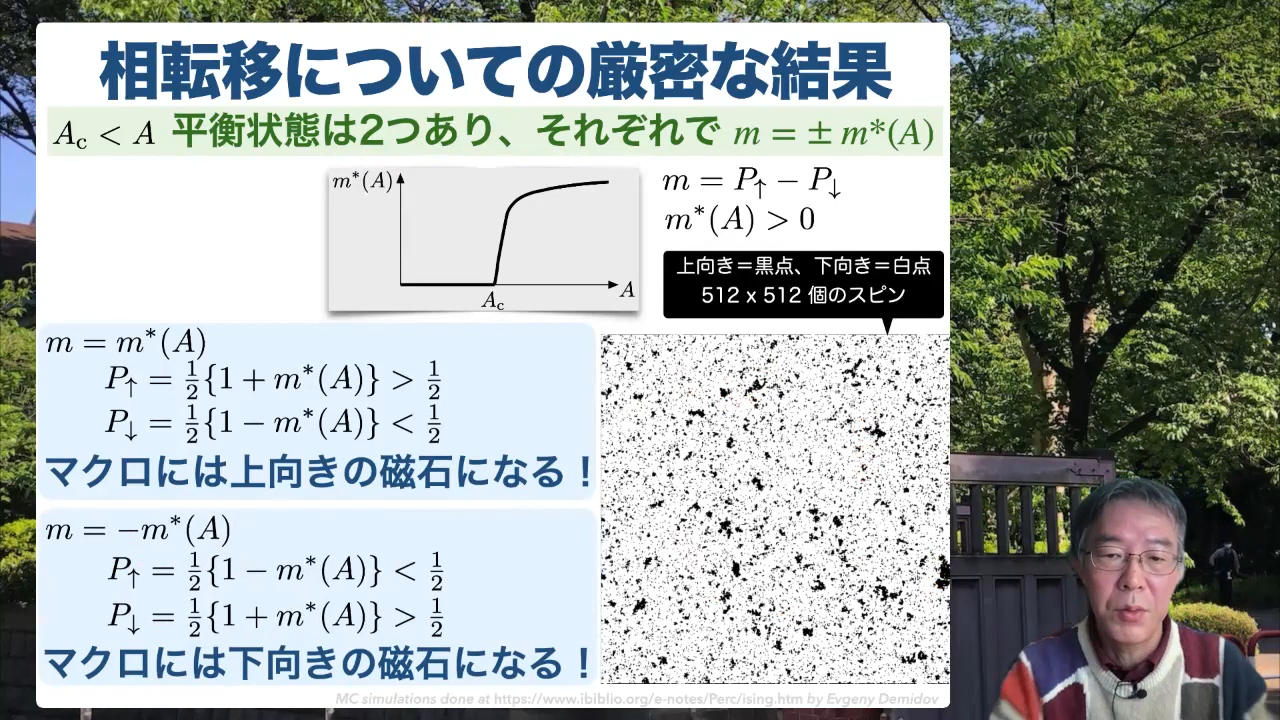 相転移についての厳密な結果
A_c < A 平衡状態は2つあり、それぞれで m = ± m*(A)
m*(A)
A
A_c
m = P↑ − P↓
m*(A) > 0
上向き＝黒点、下向き＝白点
512 x 512 個のスピン
m = m*(A)
P↑ = 1/2{1 + m*(A)} > 1/2
P↓ = 1/2{1 − m*(A)} < 1/2
マクロには上向きの磁石になる！
m = −m*(A)
P↑ = 1/2{1 − m*(A)} < 1/2
P↓ = 1/2{1 + m*(A)} > 1/2
マクロには下向きの磁石になる！
MC simulations done at https://www.ibiblio.org/e-notes/Perc/ising.htm by Evgeny Demidov